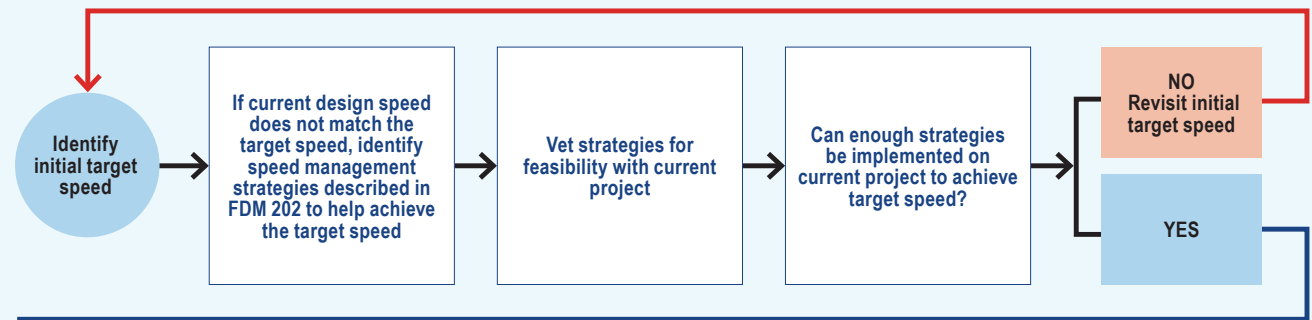 Identify
initial target
speed
If current design speed
does not match the
target speed, identify
speed management
strategies described in
FDM 202 to help achieve
the target speed
Vet strategies for
feasibility with current
project
Can enough strategies
be implemented on
current project to achieve
target speed?
NO
Revisit initial
target speed
YES